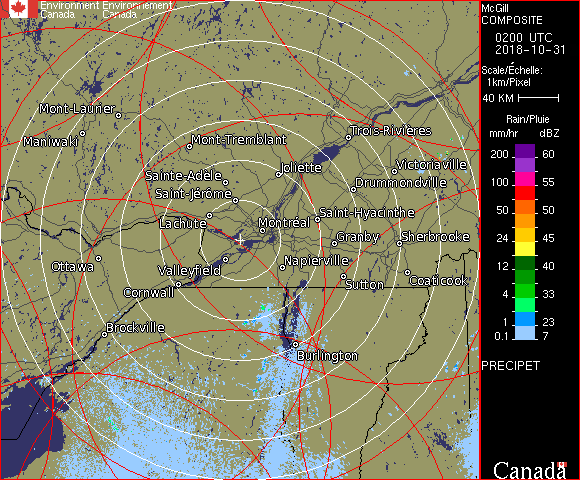 Environment Environnement
Canada Canada
McGill
COMPOSITE
0200 UTC
2018-10-31
Scale/Échelle:
1km/Pixel
40 KM
Rain/Pluie
mm/hr dBZ
200 60
100 55
50 50
24 45
12 40
4 33
1 23
0.1 7
PRECIPET
Canada
Mont-Laurier
Maniwaki
Mont-Tremblant
Trois-Rivières
Victoriaville
Joliette
Sainte-Adèle
Drummondville
Saint-Jérôme
Saint-Hyacinthe
Lachute
Montréal
Granby
Sherbrooke
Ottawa
Valleyfield
Napierville
Cornwall
Sutton
Coaticook
Brockville
Burlington